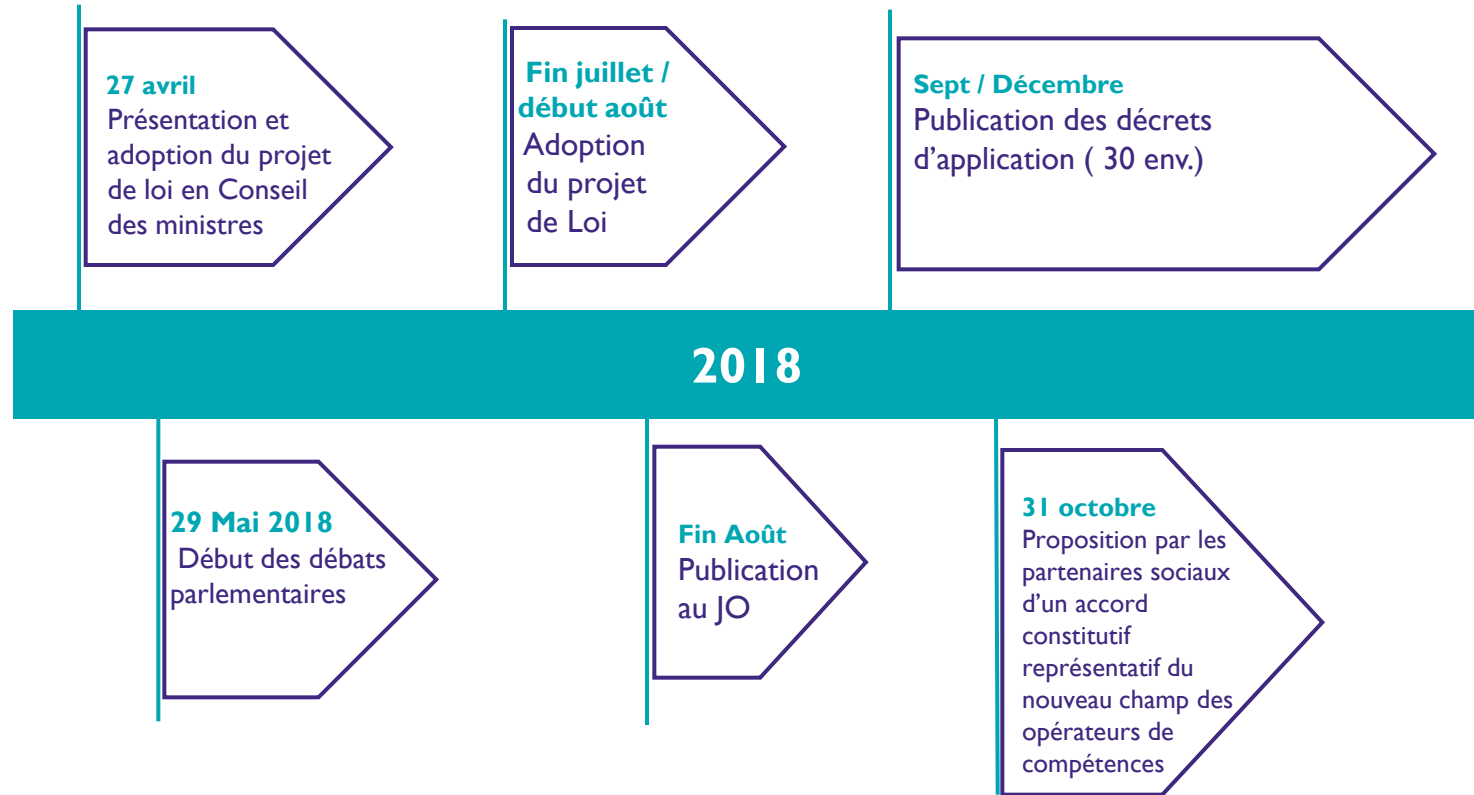 27 avril
Présentation et
adoption du projet
de loi en Conseil
des ministres
Fin juillet /
début août
Adoption
du projet
de Loi
Sept / Décembre
Publication des décrets
d’application ( 30 env.)
2018
29 Mai 2018
Début des débats
parlementaires
Fin Août
Publication
au JO
31 octobre
Proposition par les
partenaires sociaux
d’un accord
constitutif
représentatif du
nouveau champ des
opérateurs de
compétences